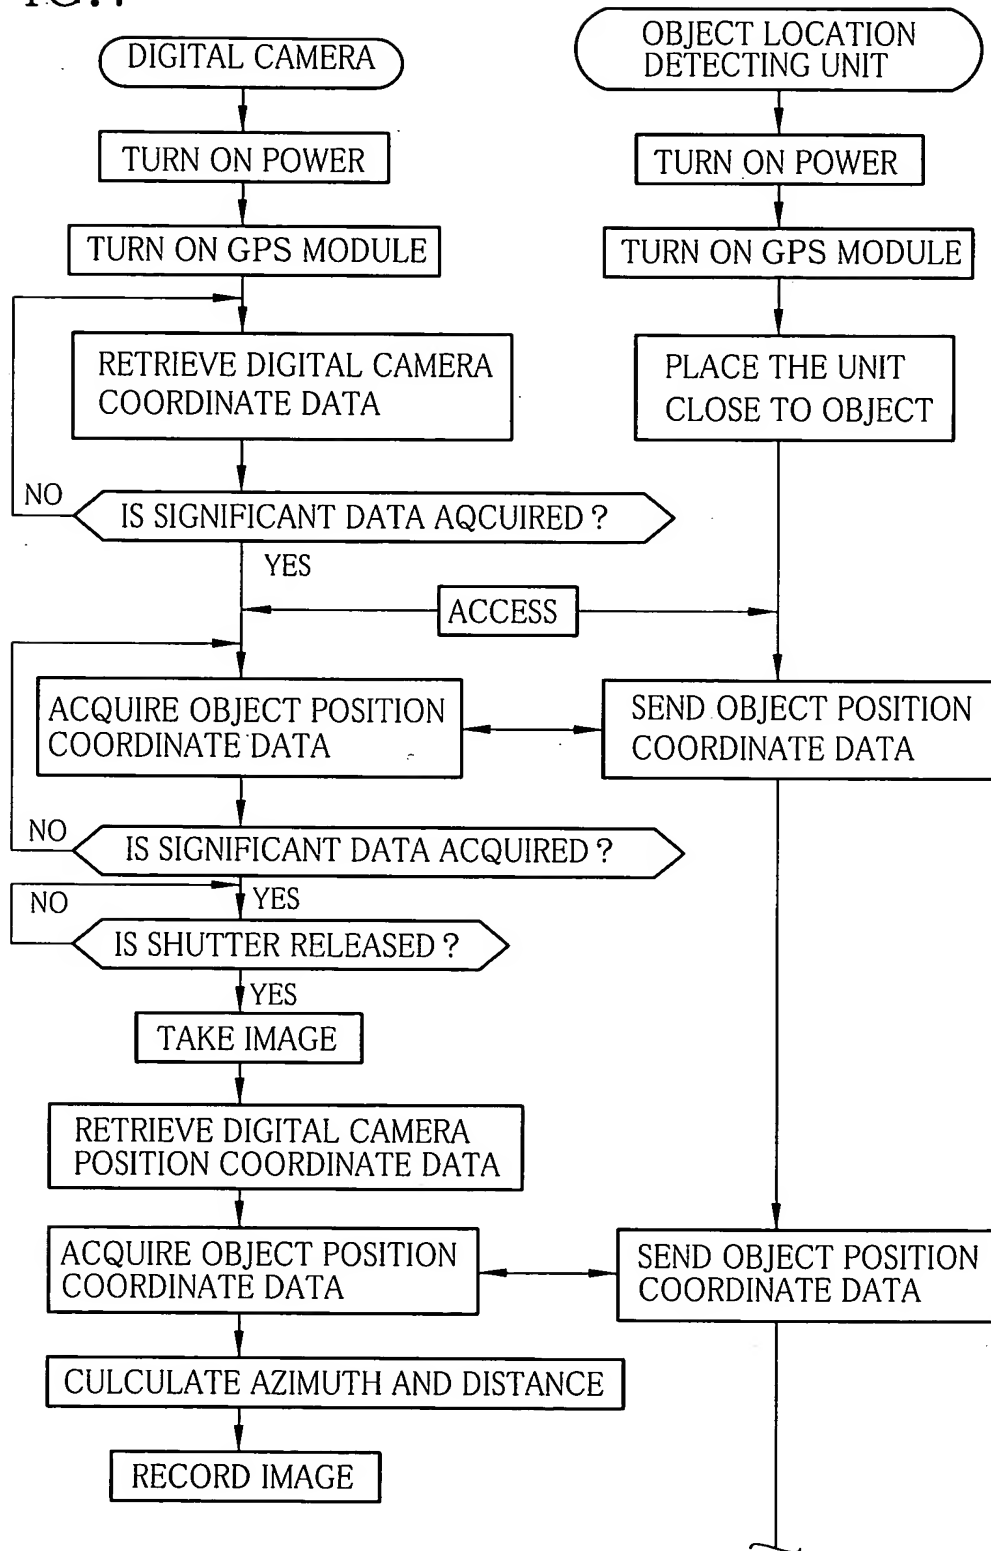 DIGITAL CAMERA
TURN ON POWER
TURN ON GPS MODULE
RETRIEVE DIGITAL CAMERA
COORDINATE DATA
NO
IS SIGNIFICANT DATA AQCUIRED ?
YES
ACCESS
ACQUIRE OBJECT POSITION
COORDINATE DATA
NO
IS SIGNIFICANT DATA ACQUIRED ?
NO
YES
IS SHUTTER RELEASED ?
YES
TAKE IMAGE
RETRIEVE DIGITAL CAMERA
POSITION COORDINATE DATA
ACQUIRE OBJECT POSITION
COORDINATE DATA
CULCULATE AZIMUTH AND DISTANCE
RECORD IMAGE
OBJECT LOCATION
DETECTING UNIT
TURN ON POWER
TURN ON GPS MODULE
PLACE THE UNIT
CLOSE TO OBJECT
SEND OBJECT POSITION
COORDINATE DATA
SEND OBJECT POSITION
COORDINATE DATA